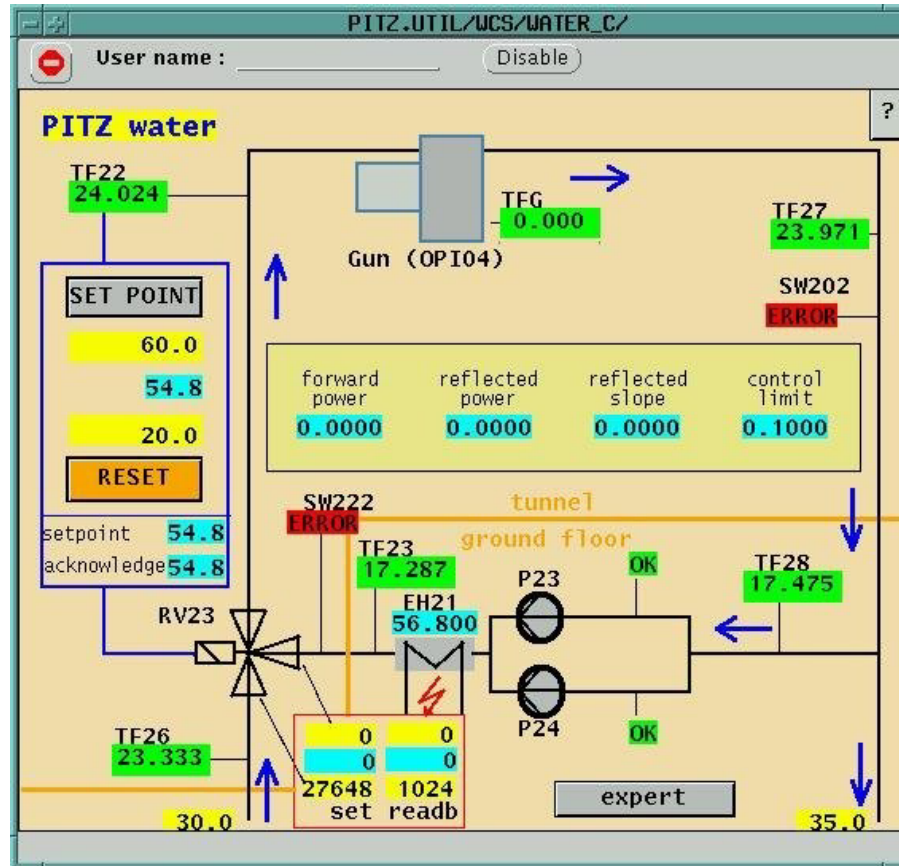 PITZ.UTIL/WCS/WATER_C/
User name :
Disable
?
PITZ water
TF22
24.024
TFG
0.000
Gun (OPI04)
TF27
23.971
SW202
ERROR
SET POINT
60.0
54.8
20.0
RESET
setpoint 54.8
acknowledge 54.8
forward power
0.0000
reflected power
0.0000
reflected slope
0.0000
control limit
0.1000
tunnel
ground floor
SW222
ERROR
TF23
17.287
EH21
56.800
P23
OK
TF28
17.475
RV23
P24
OK
TF26
23.333
0 0
0 0
27648 1024
set readb
expert
30.0
35.0